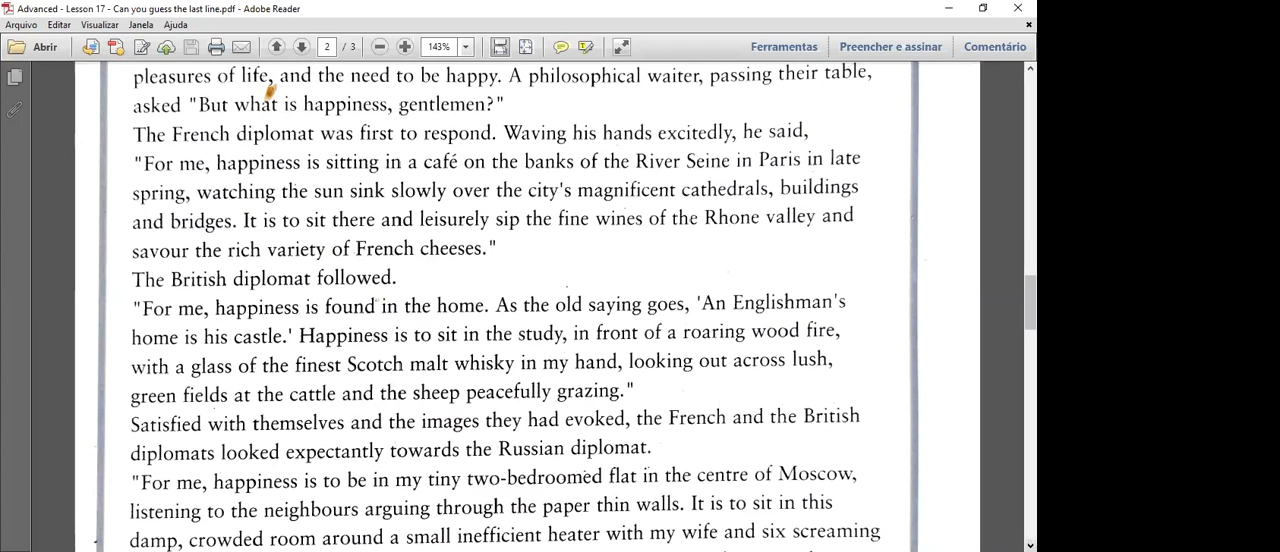 Advanced - Lesson 17 - Can you guess the last line.pdf - Adobe Reader
Arquivo Editar Visualizar Janela Ajuda
Abrir 2 / 3 143% Ferramentas Preencher e assinar Comentário
pleasures of life, and the need to be happy. A philosophical waiter, passing their table,
asked "But what is happiness, gentlemen?"
The French diplomat was first to respond. Waving his hands excitedly, he said,
"For me, happiness is sitting in a café on the banks of the River Seine in Paris in late
spring, watching the sun sink slowly over the city's magnificent cathedrals, buildings
and bridges. It is to sit there and leisurely sip the fine wines of the Rhone valley and
savour the rich variety of French cheeses."
The British diplomat followed.
"For me, happiness is found in the home. As the old saying goes, 'An Englishman's
home is his castle.' Happiness is to sit in the study, in front of a roaring wood fire,
with a glass of the finest Scotch malt whisky in my hand, looking out across lush,
green fields at the cattle and the sheep peacefully grazing."
Satisfied with themselves and the images they had evoked, the French and the British
diplomats looked expectantly towards the Russian diplomat.
"For me, happiness is to be in my tiny two-bedroomed flat in the centre of Moscow,
listening to the neighbours arguing through the paper thin walls. It is to sit in this
damp, crowded room around a small inefficient heater with my wife and six screaming